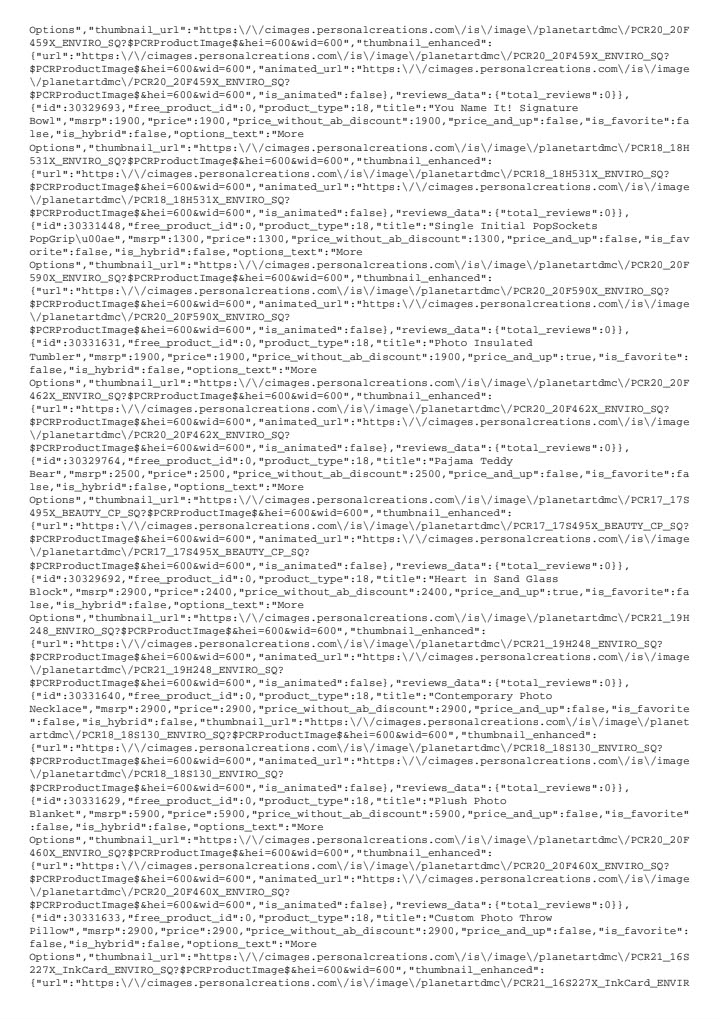 Options","thumbnail_url":"https:\/\/cimages.personalcreations.com\/is\/image\/planetartdmc\/PCR20_20F
459X_ENVIRO_SQ?$PCRProductImage$&hei=600&wid=600","thumbnail_enhanced":
{"url":"https:\/\/cimages.personalcreations.com\/is\/image\/planetartdmc\/PCR20_20F459X_ENVIRO_SQ?
$PCRProductImage$&hei=600&wid=600","animated_url":"https:\/\/cimages.personalcreations.com\/is\/image
\/planetartdmc\/PCR20_20F459X_ENVIRO_SQ?
$PCRProductImage$&hei=600&wid=600","is_animated":false},"reviews_data":{"total_reviews":0}},
{"id":30329693,"free_product_id":0,"product_type":18,"title":"You Name It! Signature
Bowl","msrp":1900,"price":1900,"price_without_ab_discount":1900,"price_and_up":false,"is_favorite":fa
lse,"is_hybrid":false,"options_text":"More
Options","thumbnail_url":"https:\/\/cimages.personalcreations.com\/is\/image\/planetartdmc\/PCR18_18H
531X_ENVIRO_SQ?$PCRProductImage$&hei=600&wid=600","thumbnail_enhanced":
{"url":"https:\/\/cimages.personalcreations.com\/is\/image\/planetartdmc\/PCR18_18H531X_ENVIRO_SQ?
$PCRProductImage$&hei=600&wid=600","animated_url":"https:\/\/cimages.personalcreations.com\/is\/image
\/planetartdmc\/PCR18_18H531X_ENVIRO_SQ?
$PCRProductImage$&hei=600&wid=600","is_animated":false},"reviews_data":{"total_reviews":0}},
{"id":30331448,"free_product_id":0,"product_type":18,"title":"Single Initial PopSockets
PopGrip\u00ae","msrp":1300,"price":1300,"price_without_ab_discount":1300,"price_and_up":false,"is_fav
orite":false,"is_hybrid":false,"options_text":"More
Options","thumbnail_url":"https:\/\/cimages.personalcreations.com\/is\/image\/planetartdmc\/PCR20_20F
590X_ENVIRO_SQ?$PCRProductImage$&hei=600&wid=600","thumbnail_enhanced":
{"url":"https:\/\/cimages.personalcreations.com\/is\/image\/planetartdmc\/PCR20_20F590X_ENVIRO_SQ?
$PCRProductImage$&hei=600&wid=600","animated_url":"https:\/\/cimages.personalcreations.com\/is\/image
\/planetartdmc\/PCR20_20F590X_ENVIRO_SQ?
$PCRProductImage$&hei=600&wid=600","is_animated":false},"reviews_data":{"total_reviews":0}},
{"id":30331631,"free_product_id":0,"product_type":18,"title":"Photo Insulated
Tumbler","msrp":1900,"price":1900,"price_without_ab_discount":1900,"price_and_up":true,"is_favorite":
false,"is_hybrid":false,"options_text":"More
Options","thumbnail_url":"https:\/\/cimages.personalcreations.com\/is\/image\/planetartdmc\/PCR20_20F
462X_ENVIRO_SQ?$PCRProductImage$&hei=600&wid=600","thumbnail_enhanced":
{"url":"https:\/\/cimages.personalcreations.com\/is\/image\/planetartdmc\/PCR20_20F462X_ENVIRO_SQ?
$PCRProductImage$&hei=600&wid=600","animated_url":"https:\/\/cimages.personalcreations.com\/is\/image
\/planetartdmc\/PCR20_20F462X_ENVIRO_SQ?
$PCRProductImage$&hei=600&wid=600","is_animated":false},"reviews_data":{"total_reviews":0}},
{"id":30329764,"free_product_id":0,"product_type":18,"title":"Pajama Teddy
Bear","msrp":2500,"price":2500,"price_without_ab_discount":2500,"price_and_up":false,"is_favorite":fa
lse,"is_hybrid":false,"options_text":"More
Options","thumbnail_url":"https:\/\/cimages.personalcreations.com\/is\/image\/planetartdmc\/PCR17_17S
495X_BEAUTY_CP_SQ?$PCRProductImage$&hei=600&wid=600","thumbnail_enhanced":
{"url":"https:\/\/cimages.personalcreations.com\/is\/image\/planetartdmc\/PCR17_17S495X_BEAUTY_CP_SQ?
$PCRProductImage$&hei=600&wid=600","animated_url":"https:\/\/cimages.personalcreations.com\/is\/image
\/planetartdmc\/PCR17_17S495X_BEAUTY_CP_SQ?
$PCRProductImage$&hei=600&wid=600","is_animated":false},"reviews_data":{"total_reviews":0}},
{"id":30329692,"free_product_id":0,"product_type":18,"title":"Heart in Sand Glass
Block","msrp":2900,"price":2400,"price_without_ab_discount":2400,"price_and_up":true,"is_favorite":fa
lse,"is_hybrid":false,"options_text":"More
Options","thumbnail_url":"https:\/\/cimages.personalcreations.com\/is\/image\/planetartdmc\/PCR21_19H
248_ENVIRO_SQ?$PCRProductImage$&hei=600&wid=600","thumbnail_enhanced":
{"url":"https:\/\/cimages.personalcreations.com\/is\/image\/planetartdmc\/PCR21_19H248_ENVIRO_SQ?
$PCRProductImage$&hei=600&wid=600","animated_url":"https:\/\/cimages.personalcreations.com\/is\/image
\/planetartdmc\/PCR21_19H248_ENVIRO_SQ?
$PCRProductImage$&hei=600&wid=600","is_animated":false},"reviews_data":{"total_reviews":0}},
{"id":30331640,"free_product_id":0,"product_type":18,"title":"Contemporary Photo
Necklace","msrp":2900,"price":2900,"price_without_ab_discount":2900,"price_and_up":false,"is_favorite
":false,"is_hybrid":false,"thumbnail_url":"https:\/\/cimages.personalcreations.com\/is\/image\/planet
artdmc\/PCR18_18S130_ENVIRO_SQ?$PCRProductImage$&hei=600&wid=600","thumbnail_enhanced":
{"url":"https:\/\/cimages.personalcreations.com\/is\/image\/planetartdmc\/PCR18_18S130_ENVIRO_SQ?
$PCRProductImage$&hei=600&wid=600","animated_url":"https:\/\/cimages.personalcreations.com\/is\/image
\/planetartdmc\/PCR18_18S130_ENVIRO_SQ?
$PCRProductImage$&hei=600&wid=600","is_animated":false},"reviews_data":{"total_reviews":0}},
{"id":30331629,"free_product_id":0,"product_type":18,"title":"Plush Photo
Blanket","msrp":5900,"price":5900,"price_without_ab_discount":5900,"price_and_up":false,"is_favorite"
:false,"is_hybrid":false,"options_text":"More
Options","thumbnail_url":"https:\/\/cimages.personalcreations.com\/is\/image\/planetartdmc\/PCR20_20F
460X_ENVIRO_SQ?$PCRProductImage$&hei=600&wid=600","thumbnail_enhanced":
{"url":"https:\/\/cimages.personalcreations.com\/is\/image\/planetartdmc\/PCR20_20F460X_ENVIRO_SQ?
$PCRProductImage$&hei=600&wid=600","animated_url":"https:\/\/cimages.personalcreations.com\/is\/image
\/planetartdmc\/PCR20_20F460X_ENVIRO_SQ?
$PCRProductImage$&hei=600&wid=600","is_animated":false},"reviews_data":{"total_reviews":0}},
{"id":30331633,"free_product_id":0,"product_type":18,"title":"Custom Photo Throw
Pillow","msrp":2900,"price":2900,"price_without_ab_discount":2900,"price_and_up":false,"is_favorite":
false,"is_hybrid":false,"options_text":"More
Options","thumbnail_url":"https:\/\/cimages.personalcreations.com\/is\/image\/planetartdmc\/PCR21_16S
227X_InkCard_ENVIRO_SQ?$PCRProductImage$&hei=600&wid=600","thumbnail_enhanced":
{"url":"https:\/\/cimages.personalcreations.com\/is\/image\/planetartdmc\/PCR21_16S227X_InkCard_ENVIR